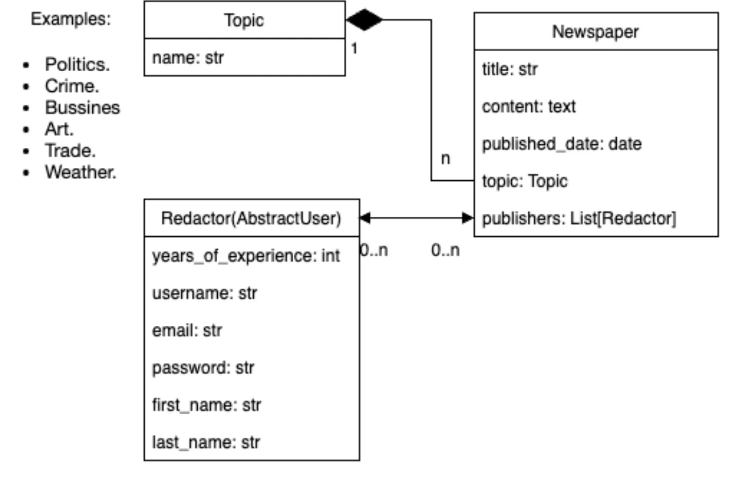 Examples:
• Politics.
• Crime.
• Bussines
• Art.
• Trade.
• Weather.
Topic
name: str
1
n
Newspaper
title: str
content: text
published_date: date
topic: Topic
publishers: List[Redactor]
Redactor(AbstractUser)
years_of_experience: int
username: str
email: str
password: str
first_name: str
last_name: str
0..n
0..n